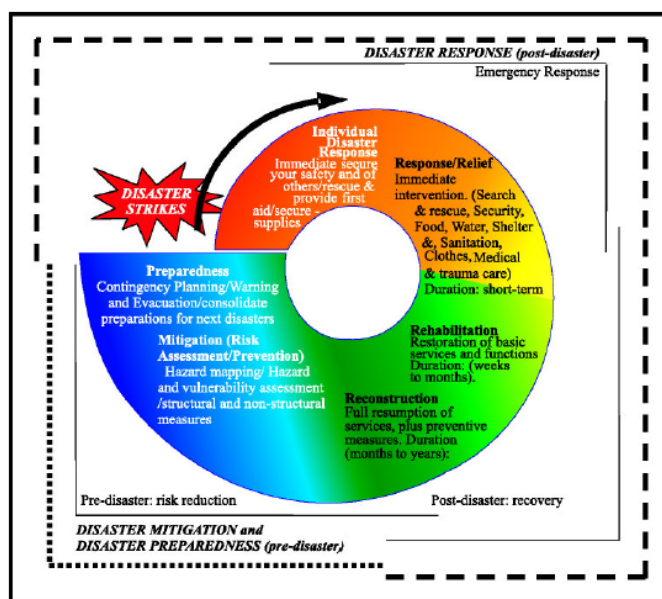 DISASTER RESPONSE (post-disaster)
Emergency Response
Individual
Disaster
Response
Immediate secure
your safety and of
others/rescue &
provide first
aid/secure -
supplies
Response/Relief
Immediate
intervention. (Search
& rescue, Security,
Food, Water, Shelter
&, Sanitation,
Clothes, Medical
& trauma care)
Duration: short-term
DISASTER
STRIKES
Preparedness
Contingency Planning/Warning
and Evacuation/consolidate
preparations for next disasters
Mitigation (Risk
Assessment/Prevention)
Hazard mapping/ Hazard
and vulnerability assessment
/structural and non-structural
measures
Rehabilitation
Restoration of basic
services and functions
Duration: (weeks
to months).
Reconstruction
Full resumption of
services, plus preventive
measures. Duration
(months to years):
Pre-disaster: risk reduction
Post-disaster: recovery
DISASTER MITIGATION and
DISASTER PREPAREDNESS (pre-disaster,)